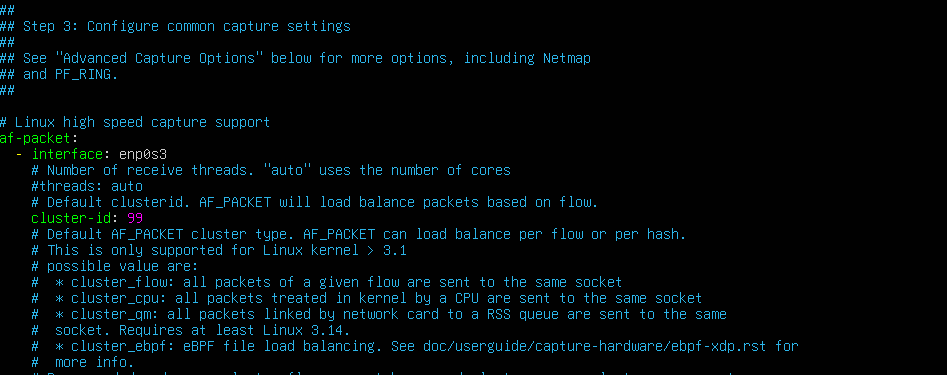 ##
## Step 3: Configure common capture settings
##
## See "Advanced Capture Options" below for more options, including Netmap
## and PF_RING.
##
# Linux high speed capture support
af-packet:
  - interface: enp0s3
    # Number of receive threads. "auto" uses the number of cores
    #threads: auto
    # Default clusterid. AF_PACKET will load balance packets based on flow.
    cluster-id: 99
    # Default AF_PACKET cluster type. AF_PACKET can load balance per flow or per hash.
    # This is only supported for Linux kernel > 3.1
    # possible value are:
    #  * cluster_flow: all packets of a given flow are sent to the same socket
    #  * cluster_cpu: all packets treated in kernel by a CPU are sent to the same socket
    #  * cluster_qm: all packets linked by network card to a RSS queue are sent to the same
    #  socket. Requires at least Linux 3.14.
    #  * cluster_ebpf: eBPF file load balancing. See doc/userguide/capture-hardware/ebpf-xdp.rst for
    #  more info.